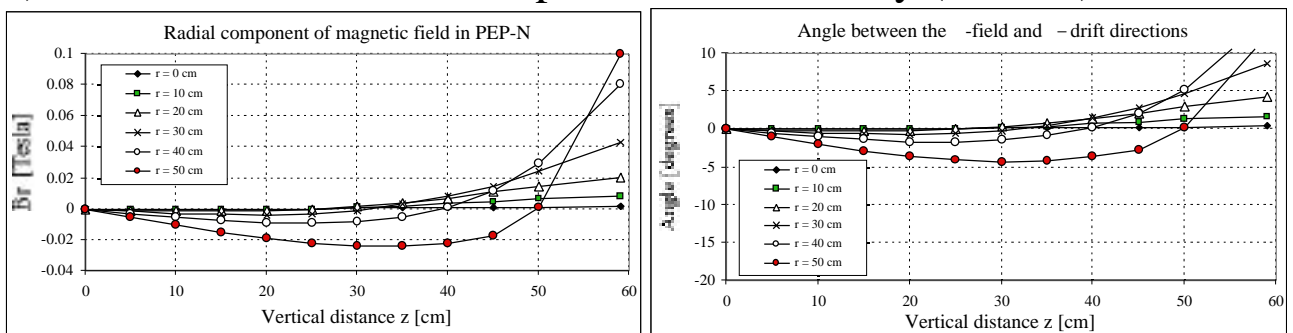 Radial component of magnetic field in PEP-N
Br [Tesla]
0.1
0.08
0.06
0.04
0.02
0
-0.02
-0.04
r = 0 cm
r = 10 cm
r = 20 cm
r = 30 cm
r = 40 cm
r = 50 cm
0 10 20 30 40 50 60
Vertical distance z [cm]
Angle between the -field and – drift directions
Angle [degrees]
10
5
0
-5
-10
-15
-20
r = 0 cm
r = 10 cm
r = 20 cm
r = 30 cm
r = 40 cm
r = 50 cm
0 10 20 30 40 50 60
Vertical distance z [cm]